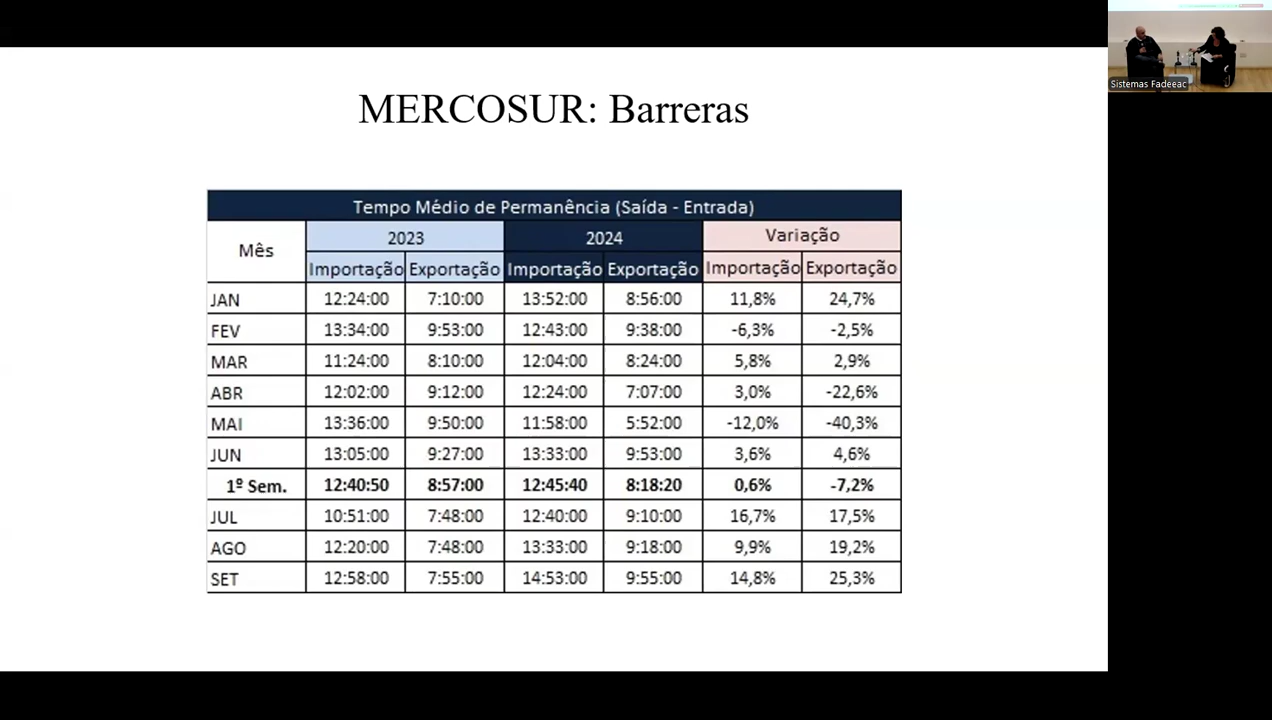 MERCOSUR: Barreras
Tempo Médio de Permanência (Saída - Entrada)
Mês 2023 2024 Variação
Importação Exportação Importação Exportação Importação Exportação
JAN 12:24:00 7:10:00 13:52:00 8:56:00 11,8% 24,7%
FEV 13:34:00 9:53:00 12:43:00 9:38:00 -6,3% -2,5%
MAR 11:24:00 8:10:00 12:04:00 8:24:00 5,8% 2,9%
ABR 12:02:00 9:12:00 12:24:00 7:07:00 3,0% -22,6%
MAI 13:36:00 9:50:00 11:58:00 5:52:00 -12,0% -40,3%
JUN 13:05:00 9:27:00 13:33:00 9:53:00 3,6% 4,6%
1º Sem. 12:40:50 8:57:00 12:45:40 8:18:20 0,6% -7,2%
JUL 10:51:00 7:48:00 12:40:00 9:10:00 16,7% 17,5%
AGO 12:20:00 7:48:00 13:33:00 9:18:00 9,9% 19,2%
SET 12:58:00 7:55:00 14:53:00 9:55:00 14,8% 25,3%
Sistemas Fadeeac